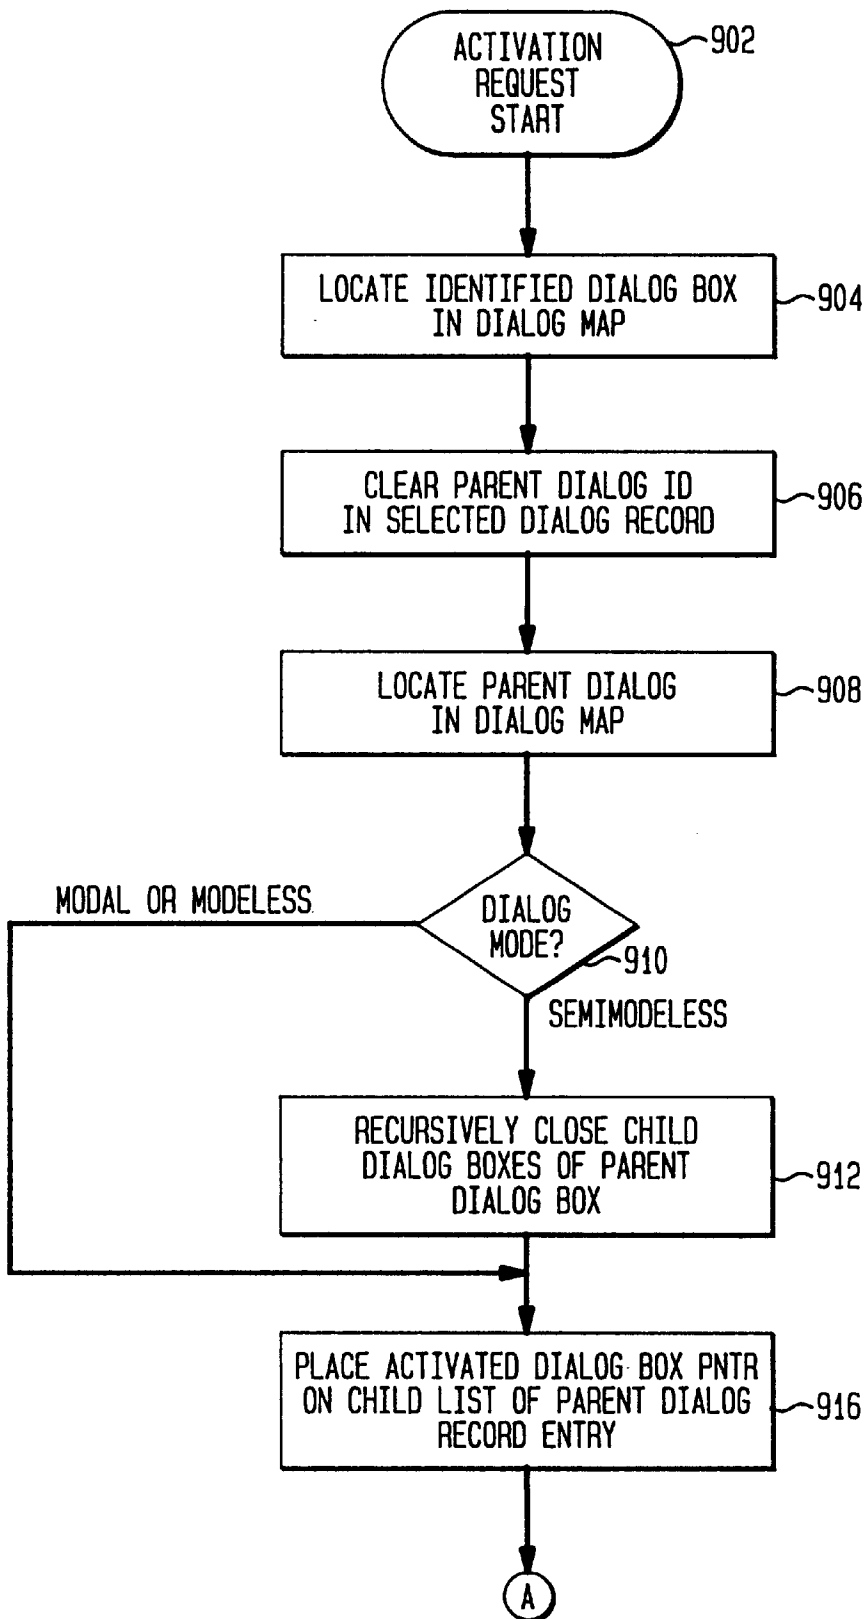 ACTIVATION
REQUEST
START
902
LOCATE IDENTIFIED DIALOG BOX
IN DIALOG MAP
904
CLEAR PARENT DIALOG ID
IN SELECTED DIALOG RECORD
906
LOCATE PARENT DIALOG
IN DIALOG MAP
908
MODAL OR MODELESS
DIALOG
MODE?
910
SEMIMODELESS
RECURSIVELY CLOSE CHILD
DIALOG BOXES OF PARENT
DIALOG BOX
912
PLACE ACTIVATED DIALOG BOX PNTR
ON CHILD LIST OF PARENT DIALOG
RECORD ENTRY
916
A